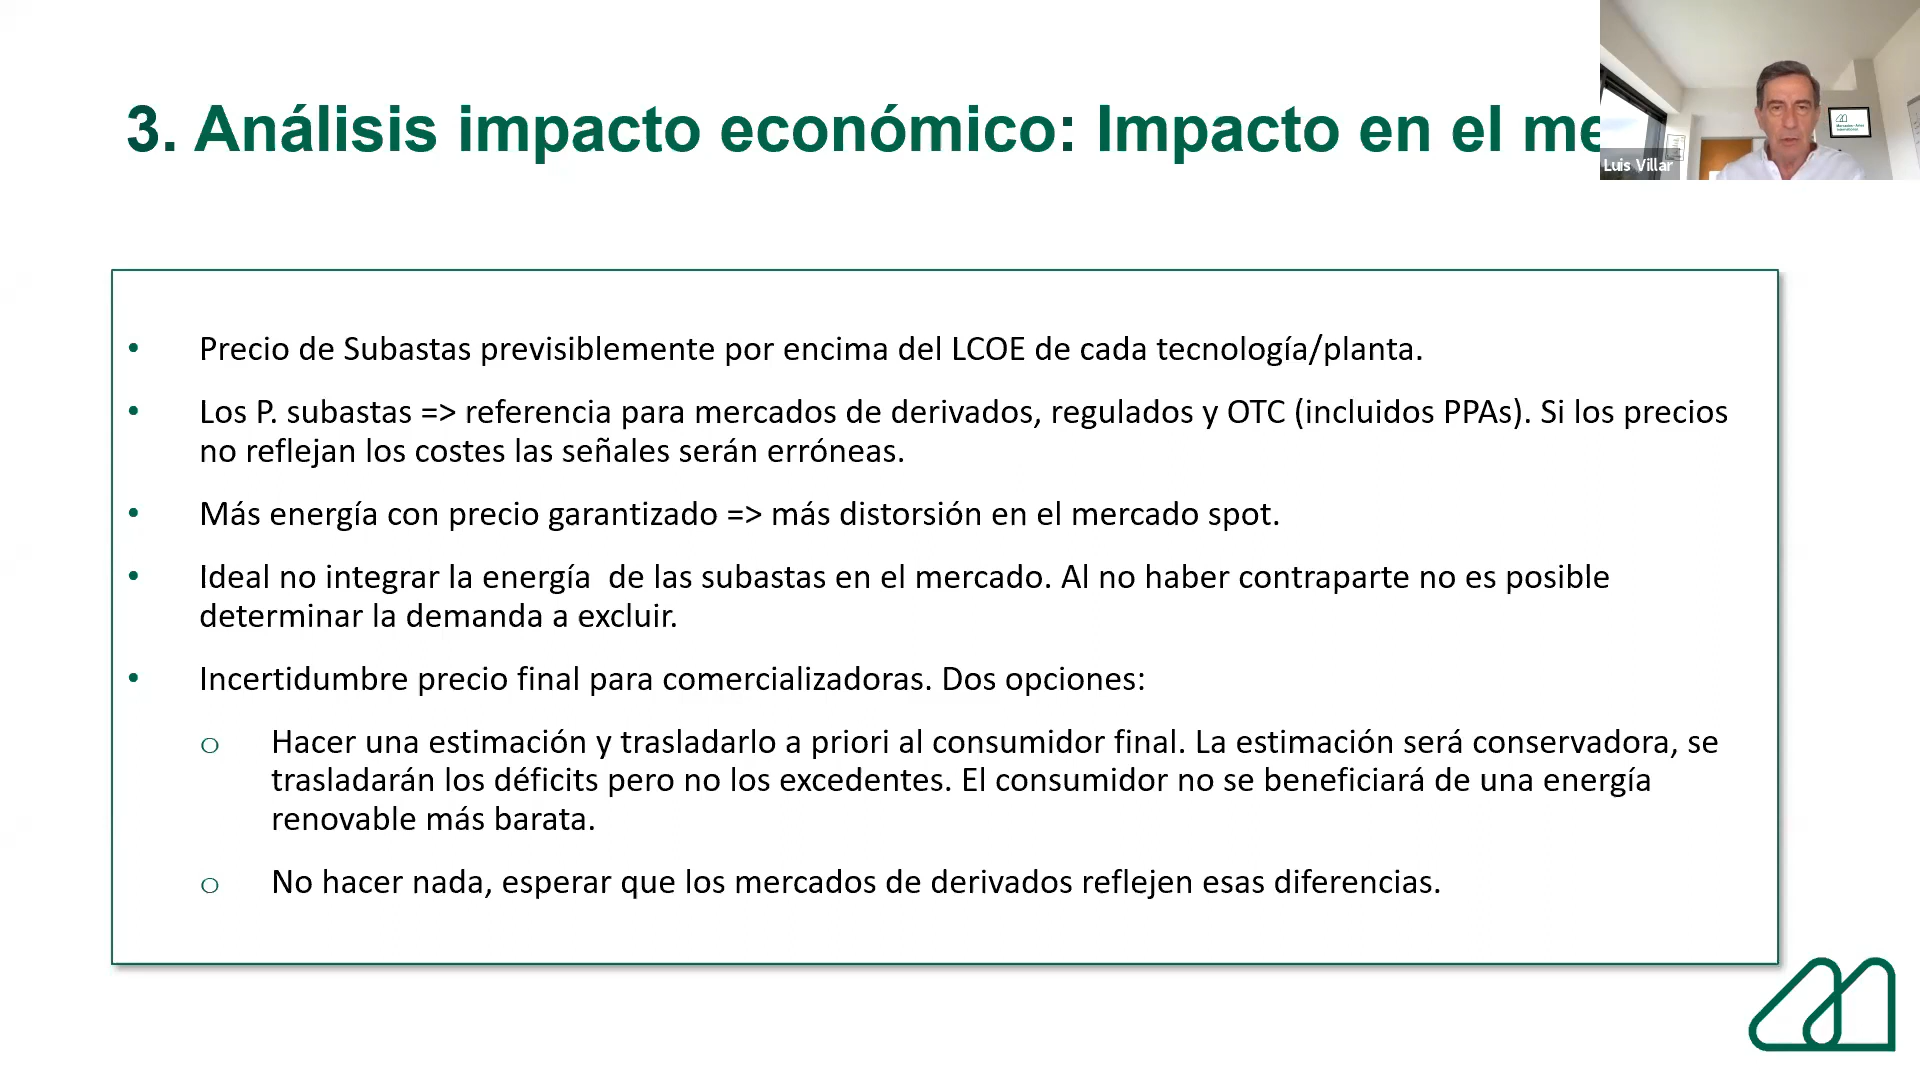 3. Análisis impacto económico: Impacto en el me
Luis Villar
• Precio de Subastas previsiblemente por encima del LCOE de cada tecnología/planta.
• Los P. subastas => referencia para mercados de derivados, regulados y OTC (incluidos PPAs). Si los precios
no reflejan los costes las señales serán erróneas.
• Más energía con precio garantizado => más distorsión en el mercado spot.
• Ideal no integrar la energía  de las subastas en el mercado. Al no haber contraparte no es posible
determinar la demanda a excluir.
• Incertidumbre precio final para comercializadoras. Dos opciones:
o Hacer una estimación y trasladarlo a priori al consumidor final. La estimación será conservadora, se
trasladarán los déficits pero no los excedentes. El consumidor no se beneficiará de una energía
renovable más barata.
o No hacer nada, esperar que los mercados de derivados reflejen esas diferencias.